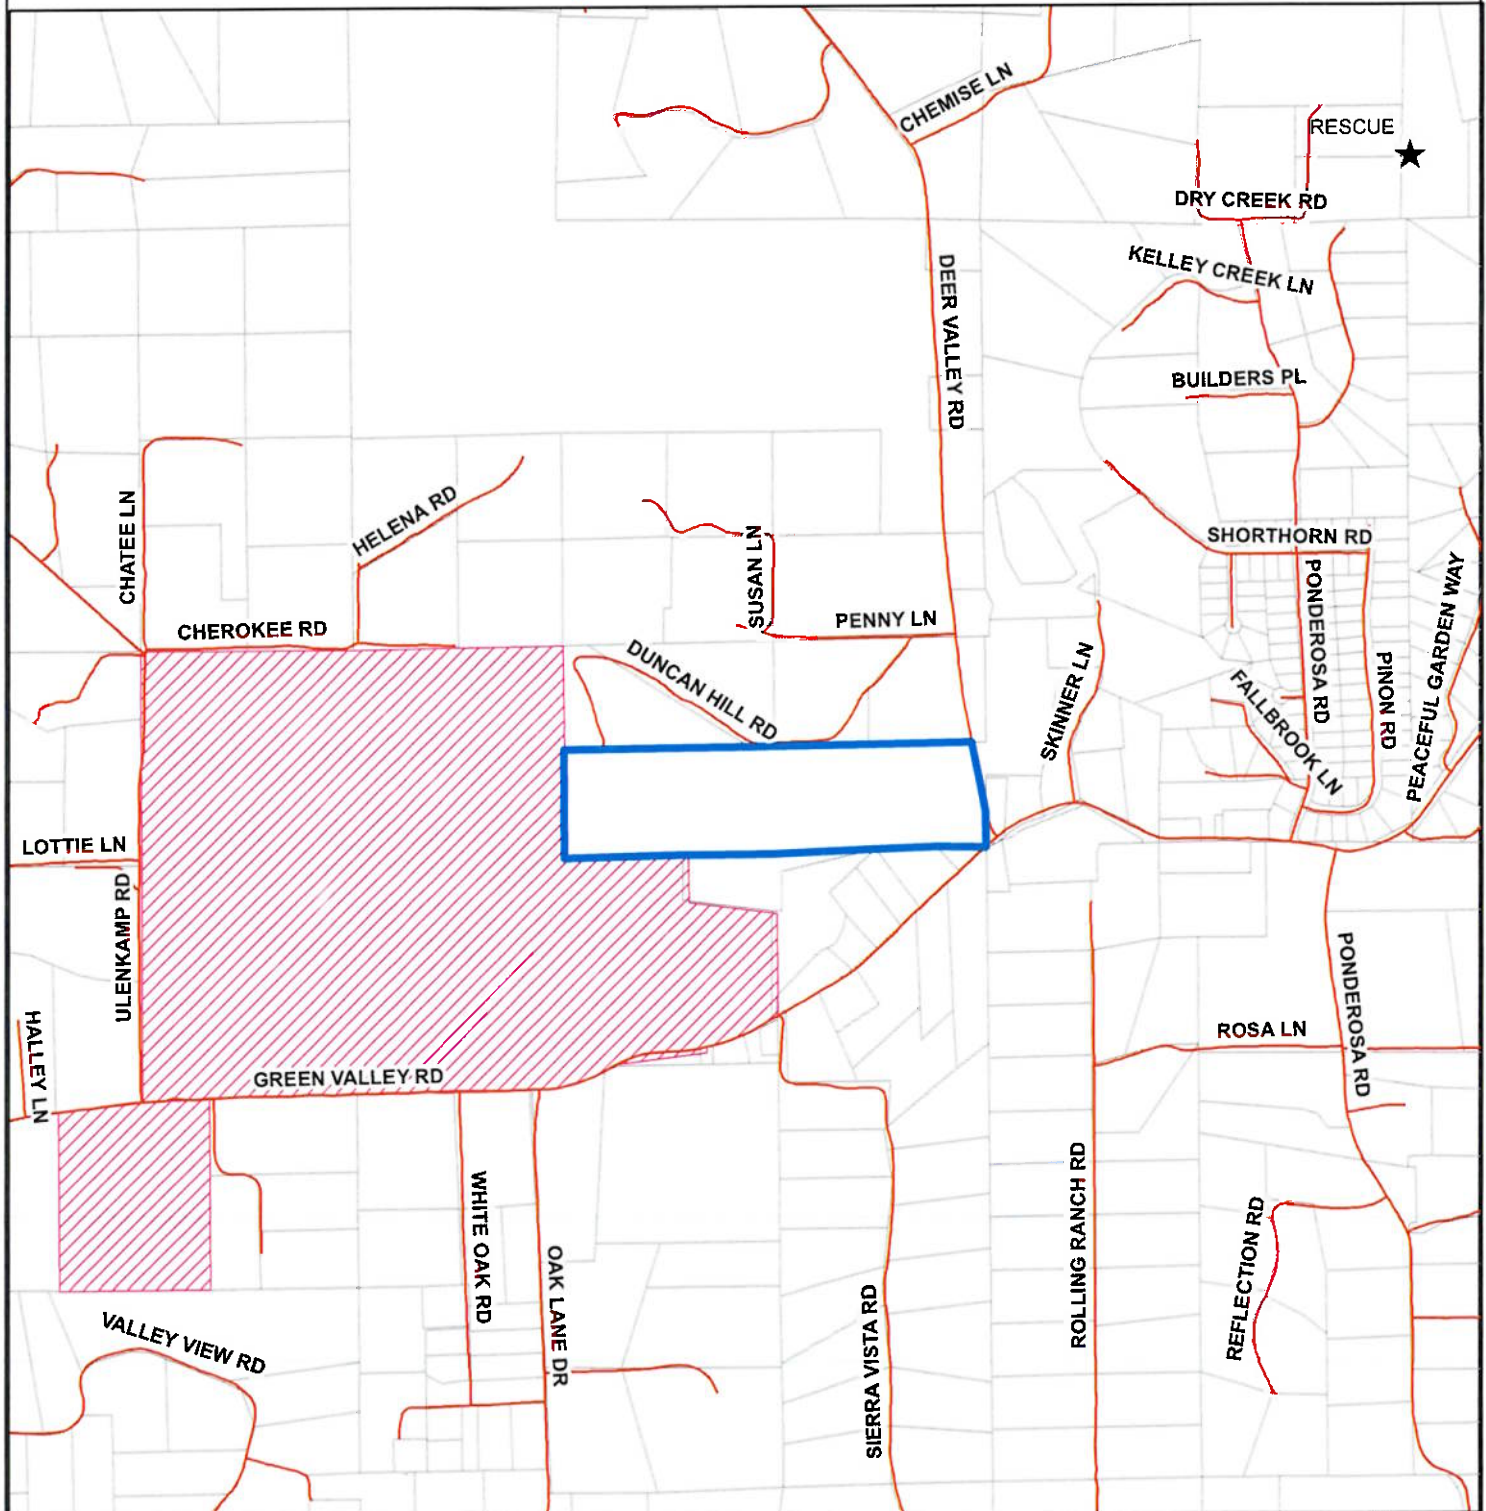 CHEMISE LN
RESCUE
DRY CREEK RD
KELLEY CREEK LN
DEER VALLEY RD
BUILDERS PL
CHATEE LN
HELENA RD
SHORTHORN RD
SUSAN LN
PENNY LN
CHEROKEE RD
DUNCAN HILL RD
SKINNER LN
PONDEROSA RD
FALLBROOK LN
PINON RD
PEACEFUL GARDEN WAY
LOTTIE LN
ULENKAMP RD
HALLEY LN
GREEN VALLEY RD
PONDEROSA RD
ROSA LN
WHITE OAK RD
OAK LANE DR
SIERRA VISTA RD
ROLLING RANCH RD
REFLECTION RD
VALLEY VIEW RD